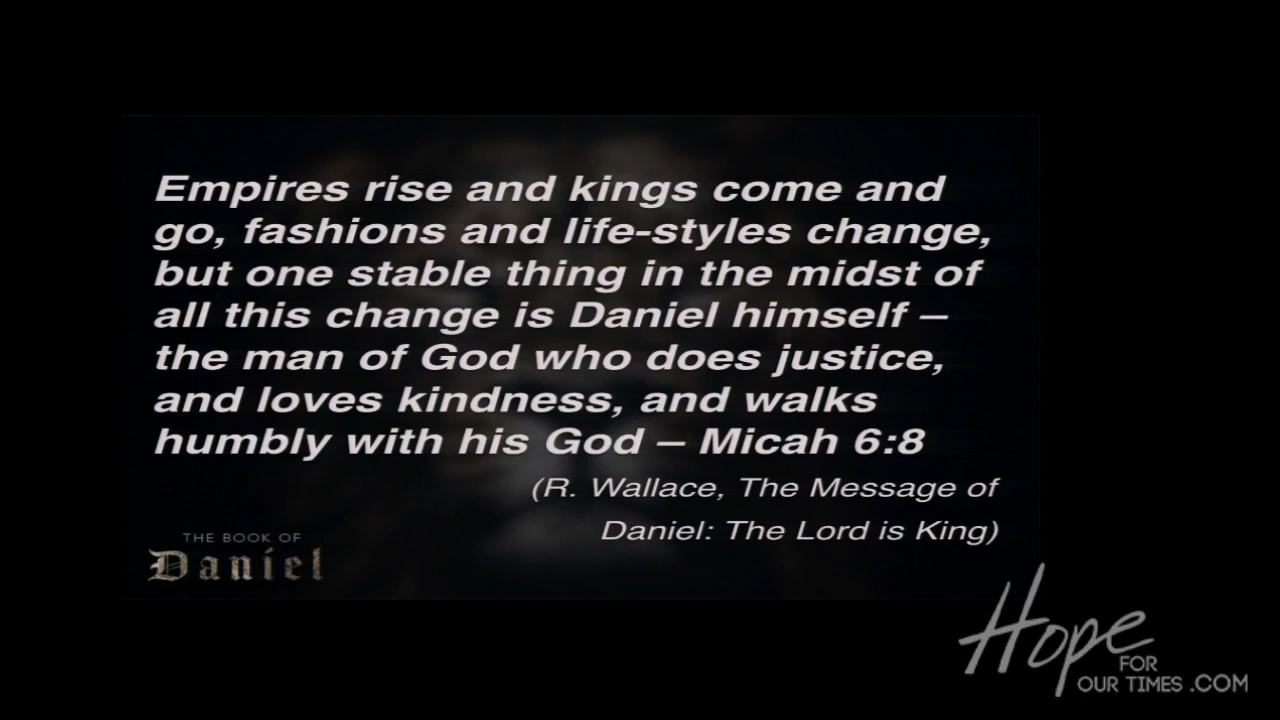 Empires rise and kings come and
go, fashions and life-styles change,
but one stable thing in the midst of
all this change is Daniel himself –
the man of God who does justice,
and loves kindness, and walks
humbly with his God – Micah 6:8
(R. Wallace, The Message of
Daniel: The Lord is King)
THE BOOK OF
Daniel
Hope
FOR
OUR TIMES .COM